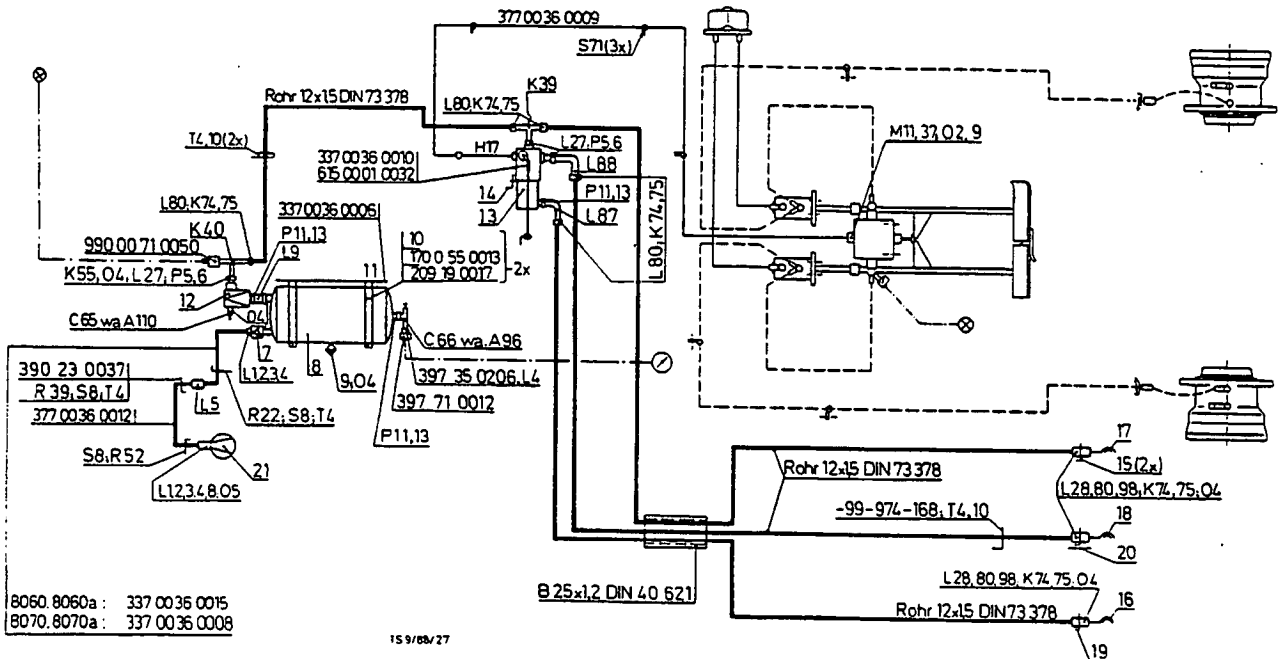 377 0036 0009
S71(3x)
K39
Rohr 12x1,5 DIN 73 378
L80;K74,75
T4,10(2x)
H17
L27;P5,6
M11,37,02,9
337 0036 0010
615 0001 0032
L88
14
P11,13
13
L87
L80;K74,75
L80;K74,75
337 0036 0006
P11,13
K40
L9
990 00 71 0050
10
170 0 55 0013
209 19 0017
2x
11
K55,04,L27;P5,6
12
04
C65 wa A110
C66 wa. A96
7
8
L1,2,3,4
9,04
397 35 0206,L4
390 23 0037
R 39;S8;T4
397 71 0012
L5
R22;S8;T4
377 0036 0012
P11,13
S8;R52
21
L1,2,3,4,8.05
17
Rohr 12x1,5 DIN 73 378
15(2x)
L28,80,98;K74,75;04
-99-974-168;T4,10
18
20
B 25x1,2 DIN 40 621
L28,80,98, K74,75.04
8060.8060a : 337 0036 0015
8070.8070a : 337 0036 0008
Rohr 12x1,5 DIN 73 378
16
19
TS 9/88/27